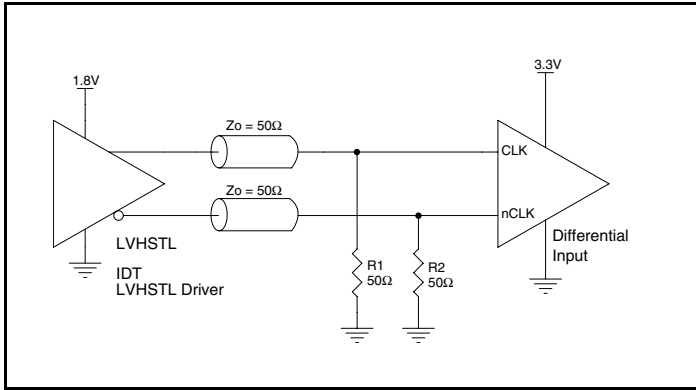 1.8V
3.3V
Zo = 50Ω
CLK
Zo = 50Ω
nCLK
LVHSTL
Differential
Input
IDT
LVHSTL Driver
R1
50Ω
R2
50Ω